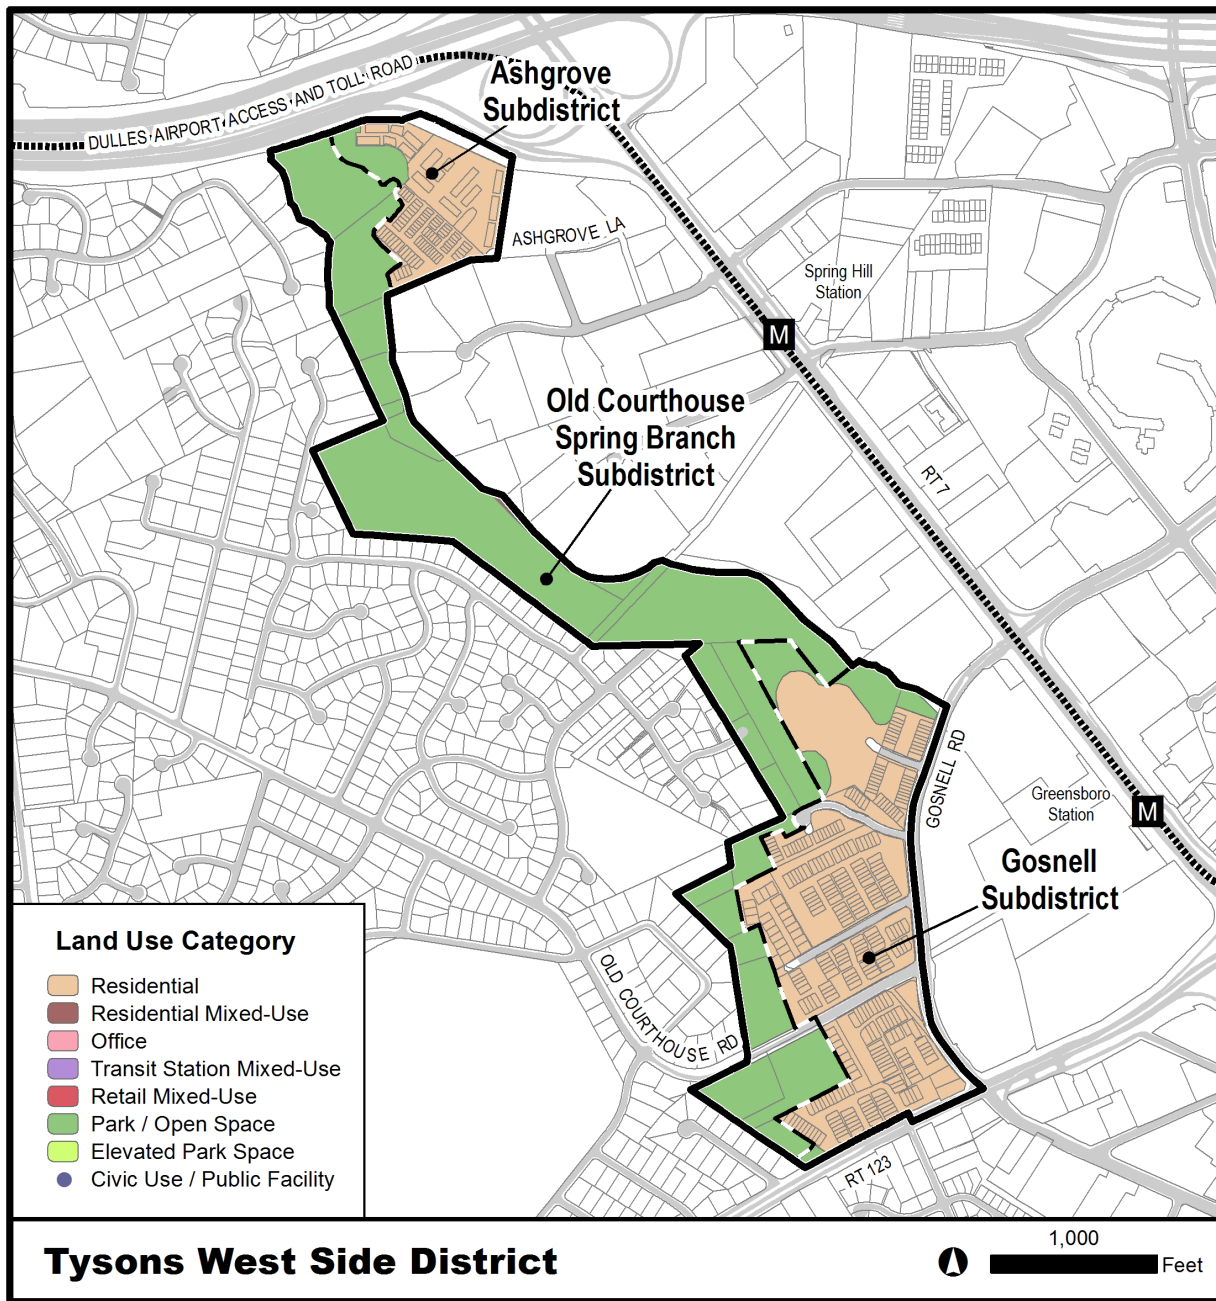 Ashgrove
Subdistrict
DULLES AIRPORT ACCESS AND TOLL ROAD
ASHGROVE LA
Spring Hill
Station
M
Old Courthouse
Spring Branch
Subdistrict
RT 7
GOSNELL RD
Greensboro
Station
M
Gosnell
Subdistrict
OLD COURTHOUSE RD
RT 123
Land Use Category
Residential
Residential Mixed-Use
Office
Transit Station Mixed-Use
Retail Mixed-Use
Park / Open Space
Elevated Park Space
Civic Use / Public Facility
Tysons West Side District
1,000
Feet